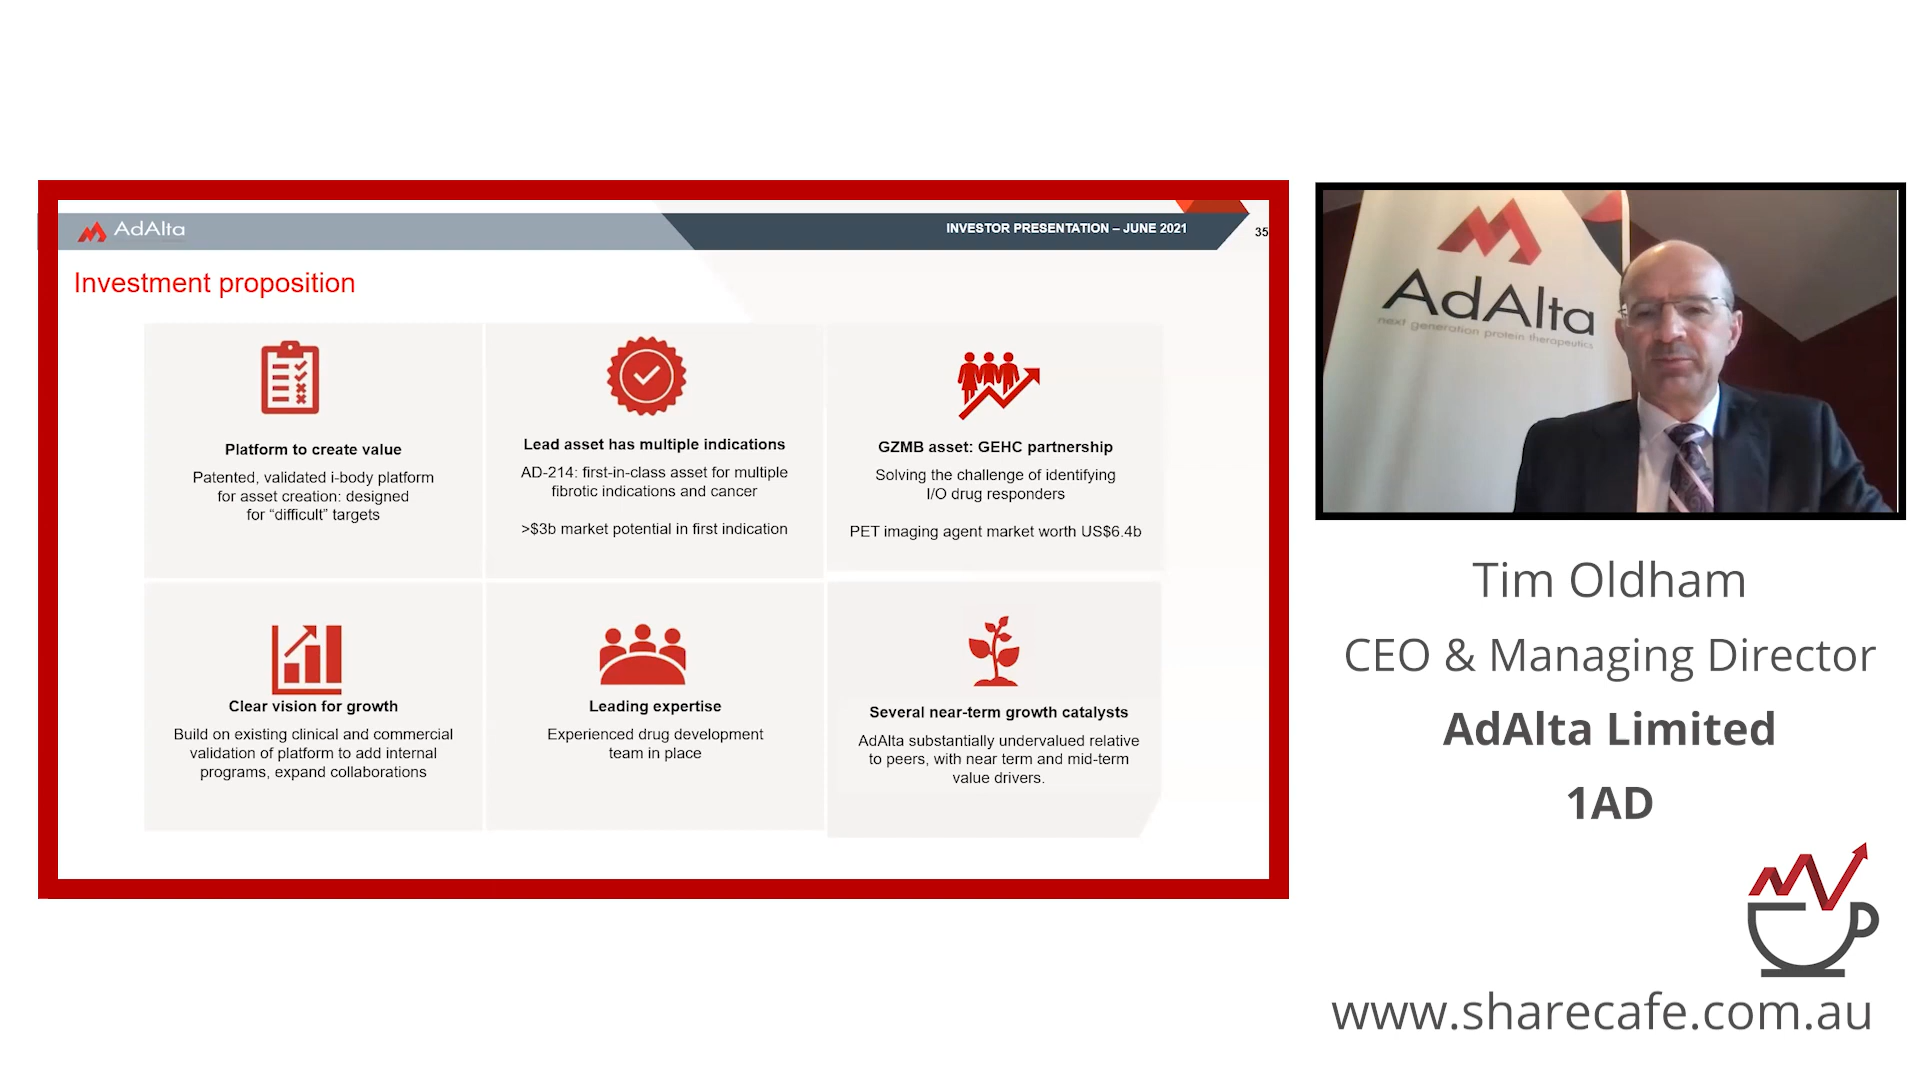 AdAlta
INVESTOR PRESENTATION – JUNE 2021
35
Investment proposition
Platform to create value
Patented, validated i-body platform
for asset creation: designed
for “difficult” targets
Lead asset has multiple indications
AD-214: first-in-class asset for multiple
fibrotic indications and cancer
>$3b market potential in first indication
GZMB asset: GEHC partnership
Solving the challenge of identifying
I/O drug responders
PET imaging agent market worth US$6.4b
Clear vision for growth
Build on existing clinical and commercial
validation of platform to add internal
programs, expand collaborations
Leading expertise
Experienced drug development
team in place
Several near-term growth catalysts
AdAlta substantially undervalued relative
to peers, with near term and mid-term
value drivers.
AdAlta
next generation protein therapeutics
Tim Oldham
CEO & Managing Director
AdAlta Limited
1AD
www.sharecafe.com.au